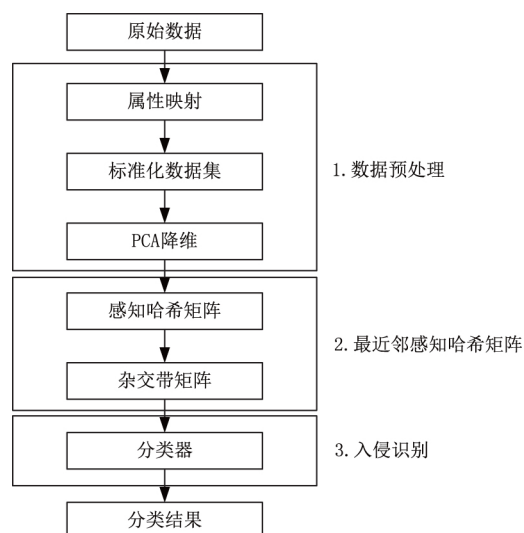 原始数据
属性映射
标准化数据集
1.数据预处理
PCA降维
感知哈希矩阵
2.最近邻感知哈希矩阵
杂交带矩阵
分类器
3.入侵识别
分类结果